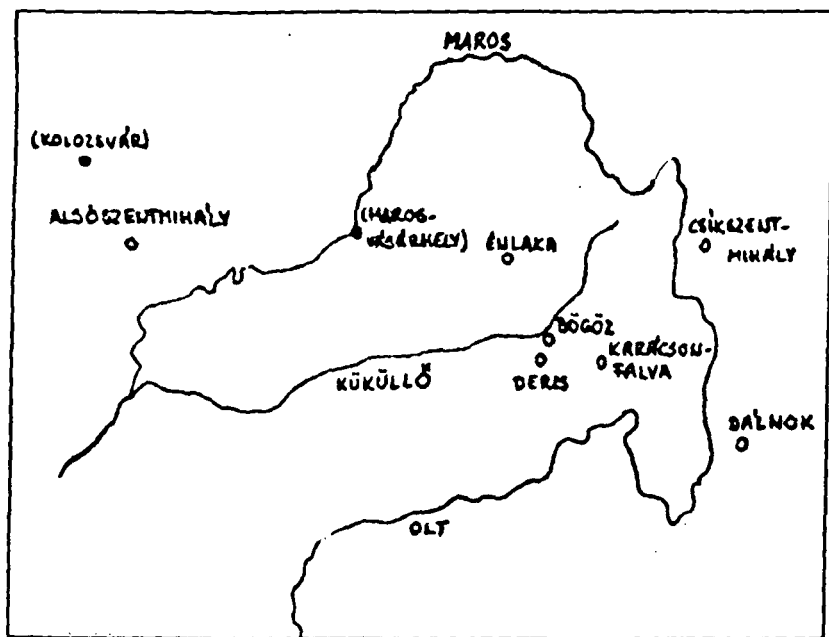 MAROS
(KOLOZSVÁR)
ALSÓSZENTMIHÁLY
(MAROS-
VÁSÁRHELY)
ÉNLAKA
CSÍKSZENT-
MIHÁLY
BÖGÖZ
KARÁCSON-
FALVA
DERS
KÜKÜLLŐ
DÁLNOK
OLT